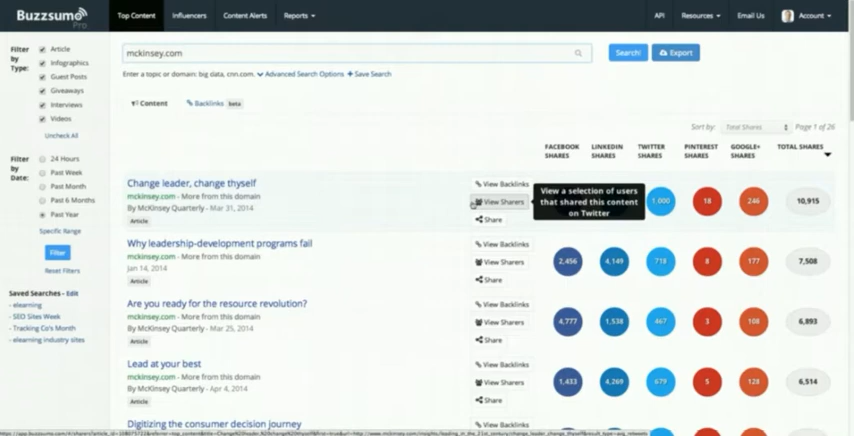 Buzzsumo
Pro
Top Content
Influencers
Content Alerts
Reports
API
Resources
Email Us
Account
Filter by Type:
Article
Infographics
Guest Posts
Giveaways
Interviews
Videos
Uncheck All
Filter by Date:
24 Hours
Past Week
Past Month
Past 6 Months
Past Year
Specific Range
Filter
Reset Filters
Saved Searches - Edit
- elearning
- SEO Sites Week
- Tracking Co's Month
- elearning industry sites
mckinsey.com
Search!
Export
Enter a topic or domain: big data, cnn.com.
Advanced Search Options
Save Search
Content
Backlinks beta
Sort by: Total Shares
Page 1 of 26
FACEBOOK SHARES
LINKEDIN SHARES
TWITTER SHARES
PINTEREST SHARES
GOOGLE+ SHARES
TOTAL SHARES
Change leader, change thyself
mckinsey.com - More from this domain
By McKinsey Quarterly - Mar 31, 2014
Article
View Backlinks
View Sharers
Share
View a selection of users
that shared this content
on Twitter
1,000
18
246
10,915
Why leadership-development programs fail
mckinsey.com - More from this domain
Jan 14, 2014
Article
View Backlinks
View Sharers
Share
2,456
4,149
718
8
177
7,508
Are you ready for the resource revolution?
mckinsey.com - More from this domain
By McKinsey Quarterly - Mar 25, 2014
Article
View Backlinks
View Sharers
Share
4,777
1,538
467
3
108
6,893
Lead at your best
mckinsey.com - More from this domain
By McKinsey Quarterly - Apr 4, 2014
Article
View Backlinks
View Sharers
Share
1,433
4,269
679
5
128
6,514
Digitizing the consumer decision journey
View Backlinks